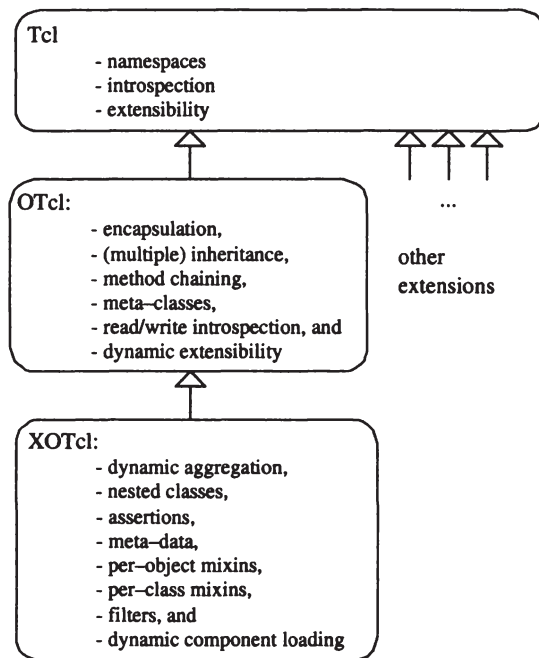 Tcl
- namespaces
- introspection
- extensibility
OTcl:
- encapsulation,
- (multiple) inheritance,
- method chaining,
- meta–classes,
- read/write introspection, and
- dynamic extensibility
...
other
extensions
XOTcl:
- dynamic aggregation,
- nested classes,
- assertions,
- meta–data,
- per–object mixins,
- per–class mixins,
- filters, and
- dynamic component loading